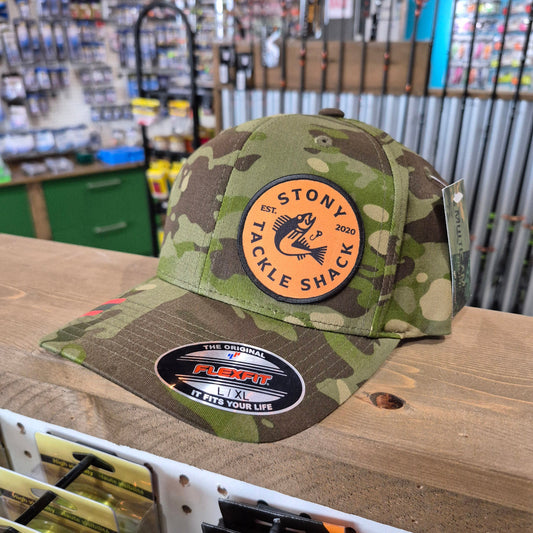 STONY
EST. 2020
TACKLE SHACK
THE ORIGINAL
FLEXFIT
L / XL
IT FITS YOUR LIFE